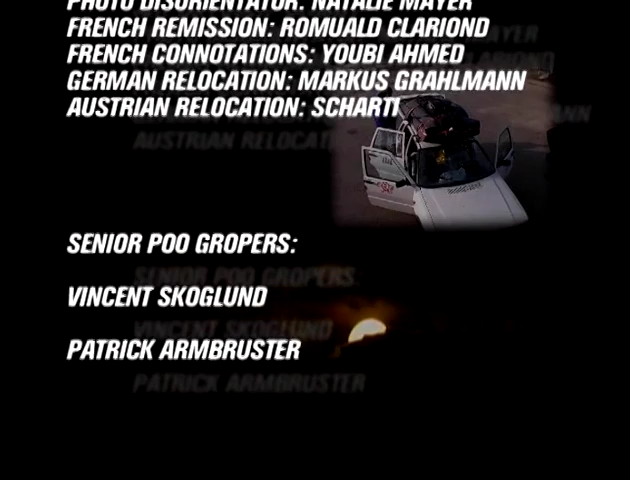 PHOTO DISORIENTATOR: NATALIE MAYER
FRENCH REMISSION: ROMUALD CLARIOND
FRENCH CONNOTATIONS: YOUBI AHMED
GERMAN RELOCATION: MARKUS GRAHLMANN
AUSTRIAN RELOCATION: SCHARTI
SENIOR POO GROPERS:
VINCENT SKOGLUND
PATRICK ARMBRUSTER